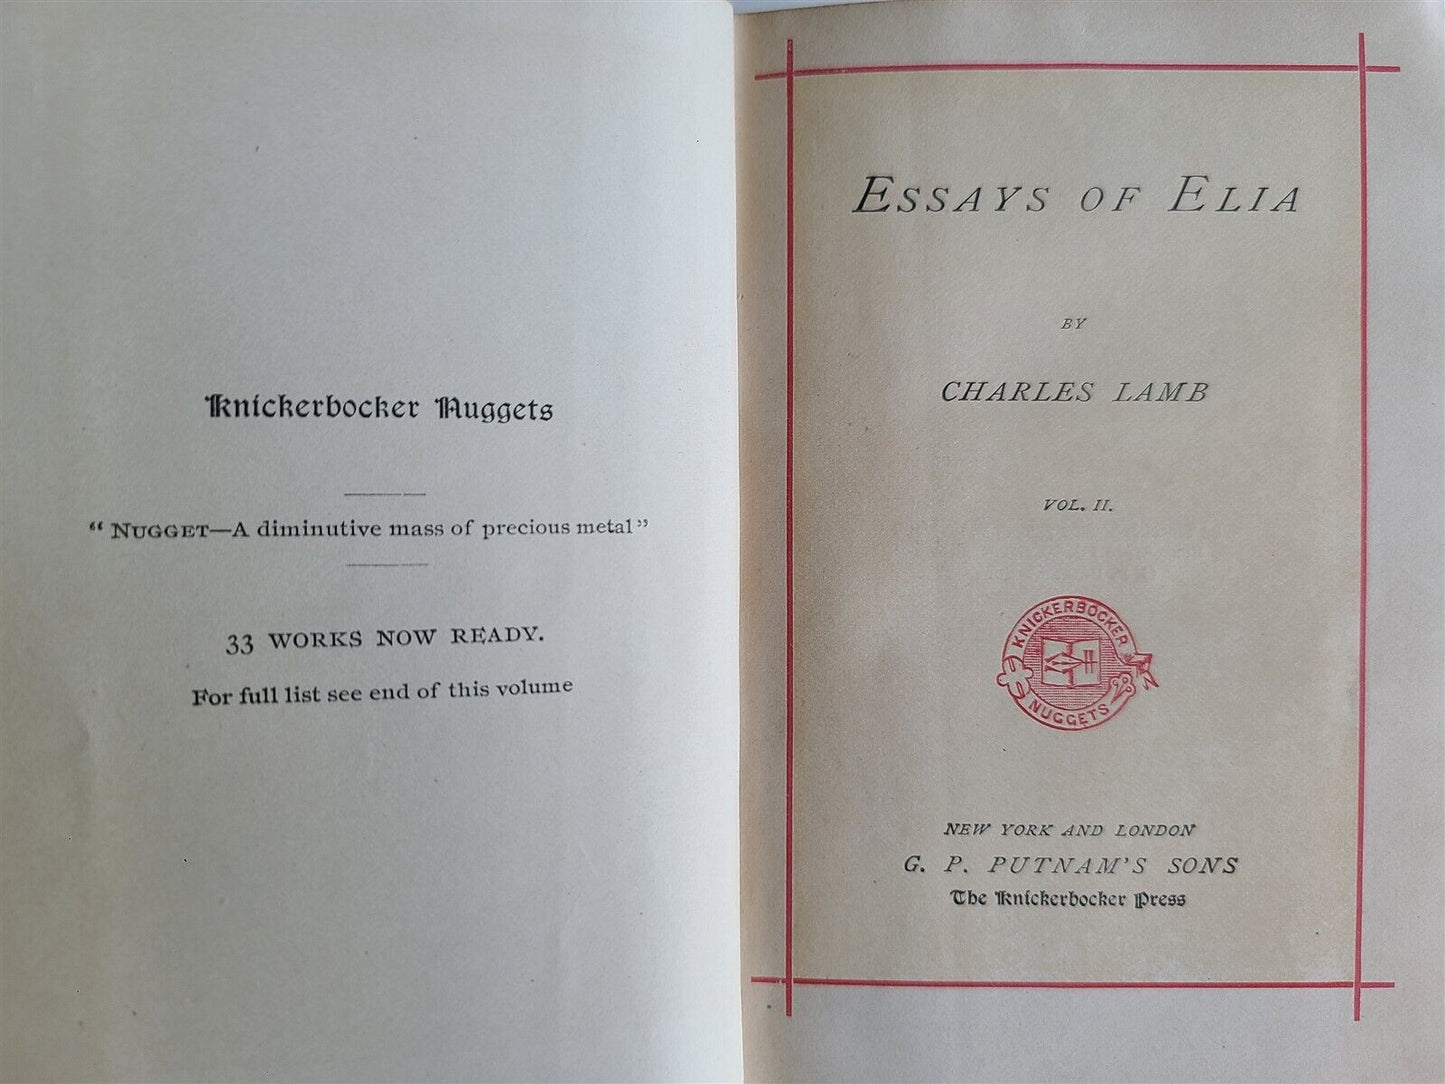 Knickerbocker Nuggets
“ NUGGET—A diminutive mass of precious metal”
33 WORKS NOW READY.
For full list see end of this volume
ESSAYS OF ELIA
BY
CHARLES LAMB
VOL. II.
KNICKERBOCKER
NUGGETS
NEW YORK AND LONDON
G. P. PUTNAM'S SONS
The Knickerbocker Press